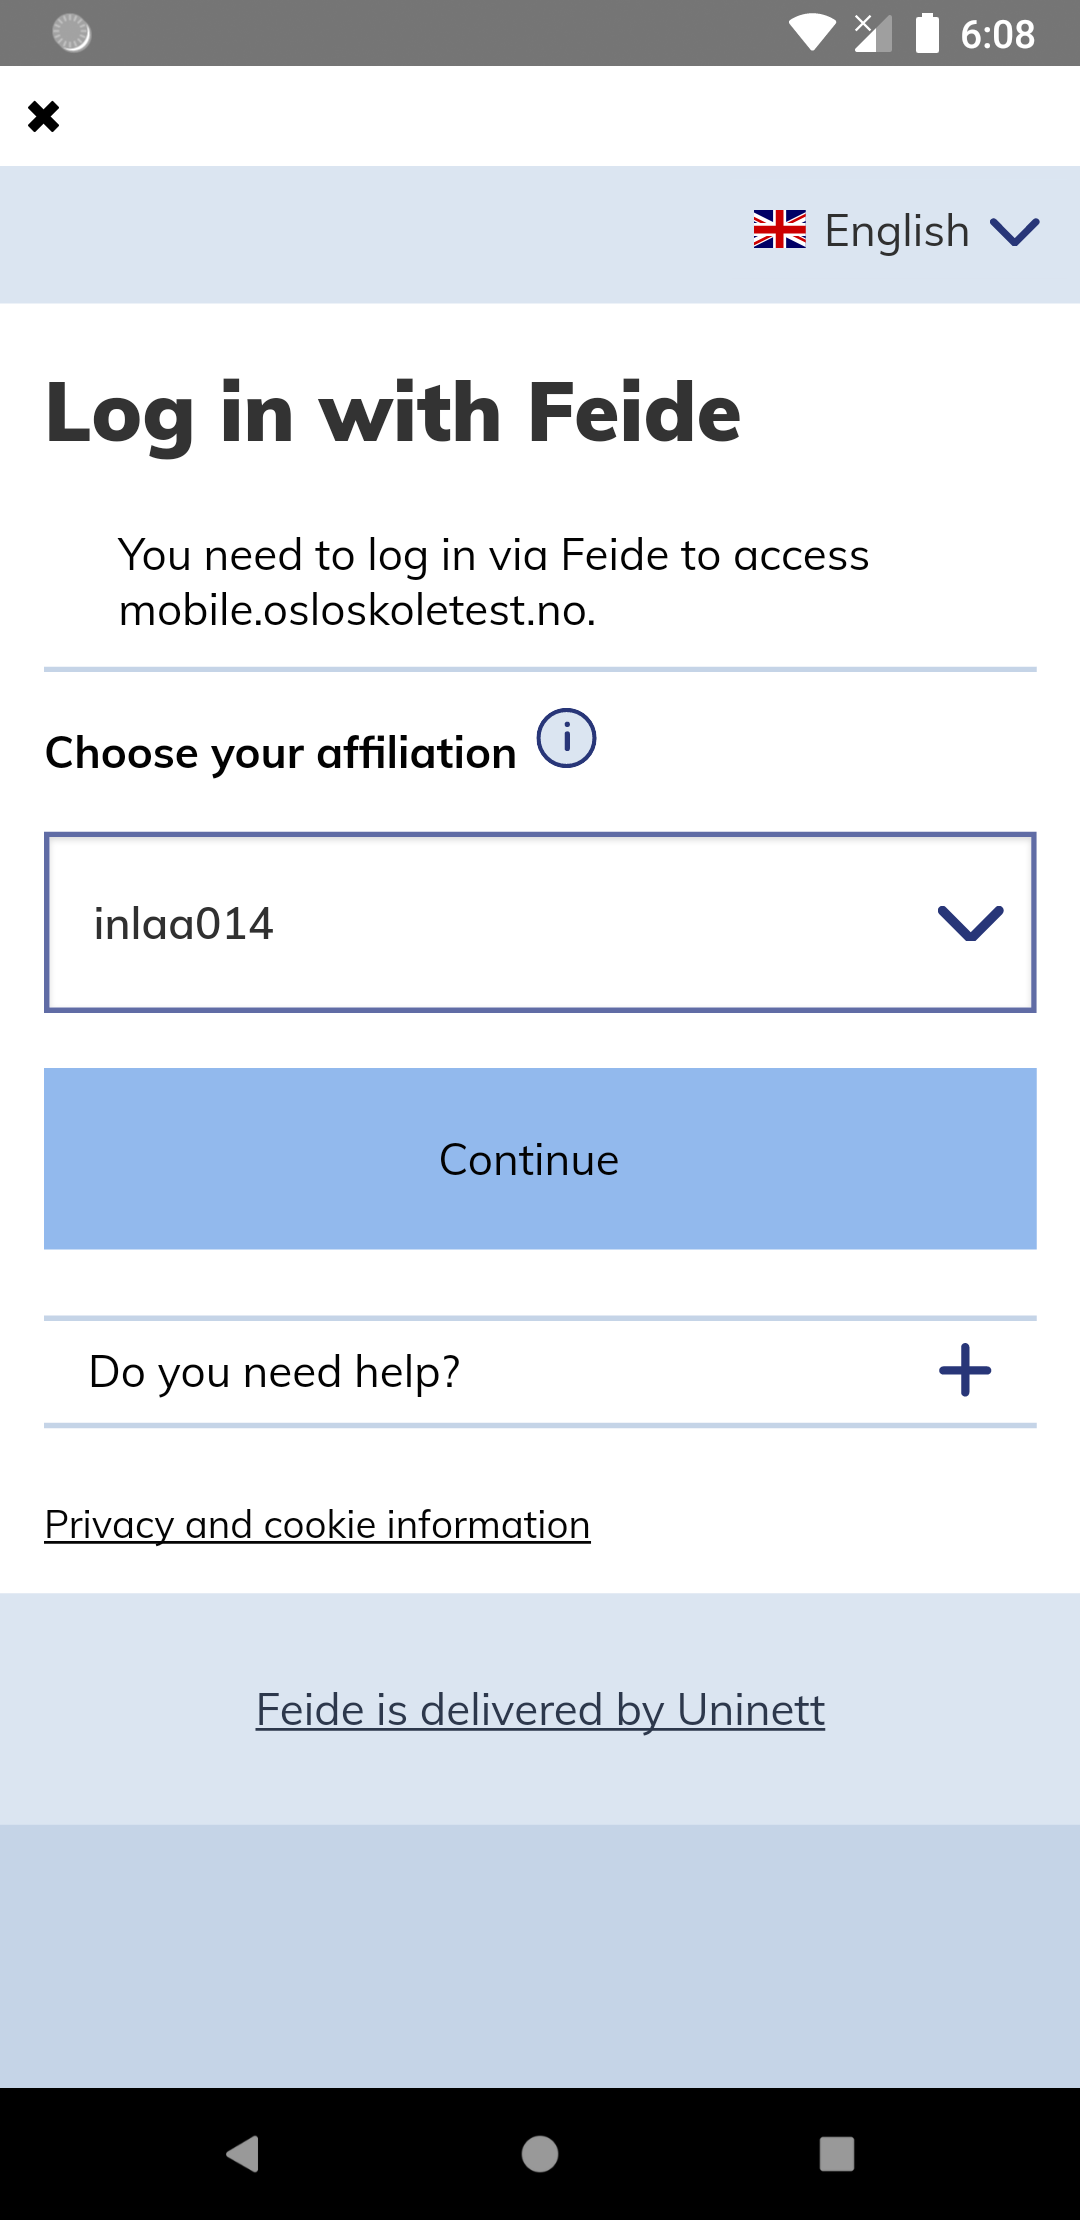 6:08
English
Log in with Feide
You need to log in via Feide to access
mobile.osloskoletest.no.
Choose your affiliation
inlaa014
Continue
Do you need help?
Privacy and cookie information
Feide is delivered by Uninett